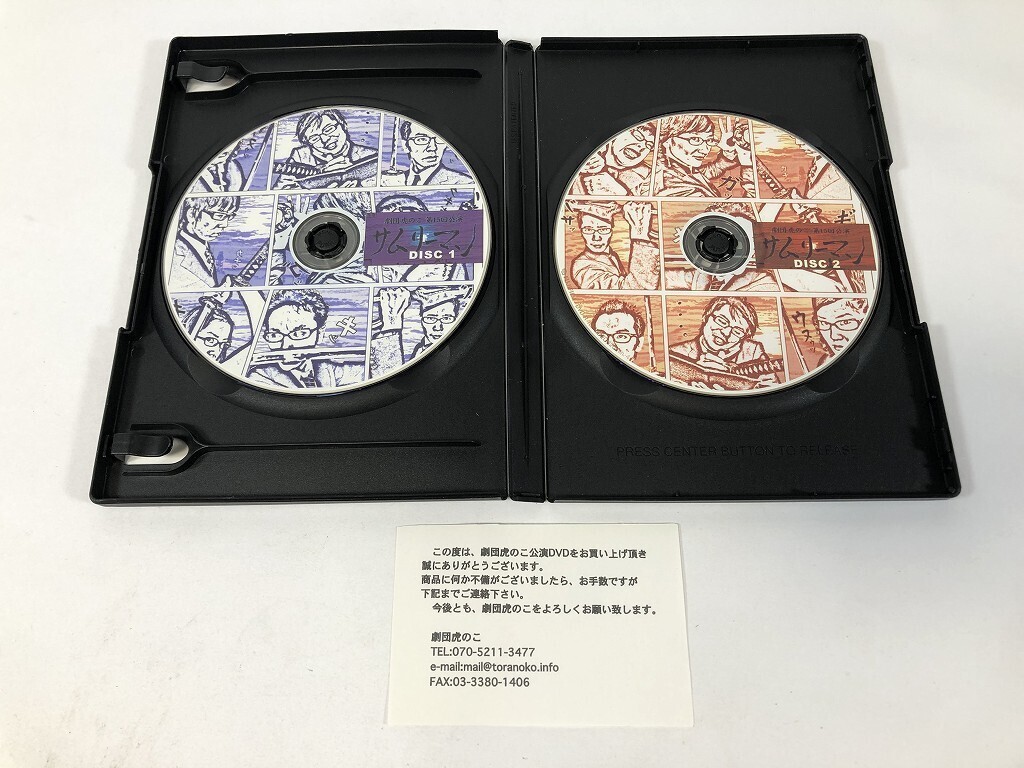 劇団虎のこ 第15回公演
サムリーマン
DISC 1
劇団虎のこ 第15回公演
サムリーマン
DISC 2
PRESS CENTER BUTTON TO RELEASE
この度は、劇団虎のこ公演DVDをお買い上げ頂き
誠にありがとうございます。
商品に何か不備がございましたら、お手数ですが
下記までご連絡下さい。
今後とも、劇団虎のこをよろしくお願い致します。
劇団虎のこ
TEL:070-5211-3477
e-mail:mail@toranoko.info
FAX:03-3380-1406